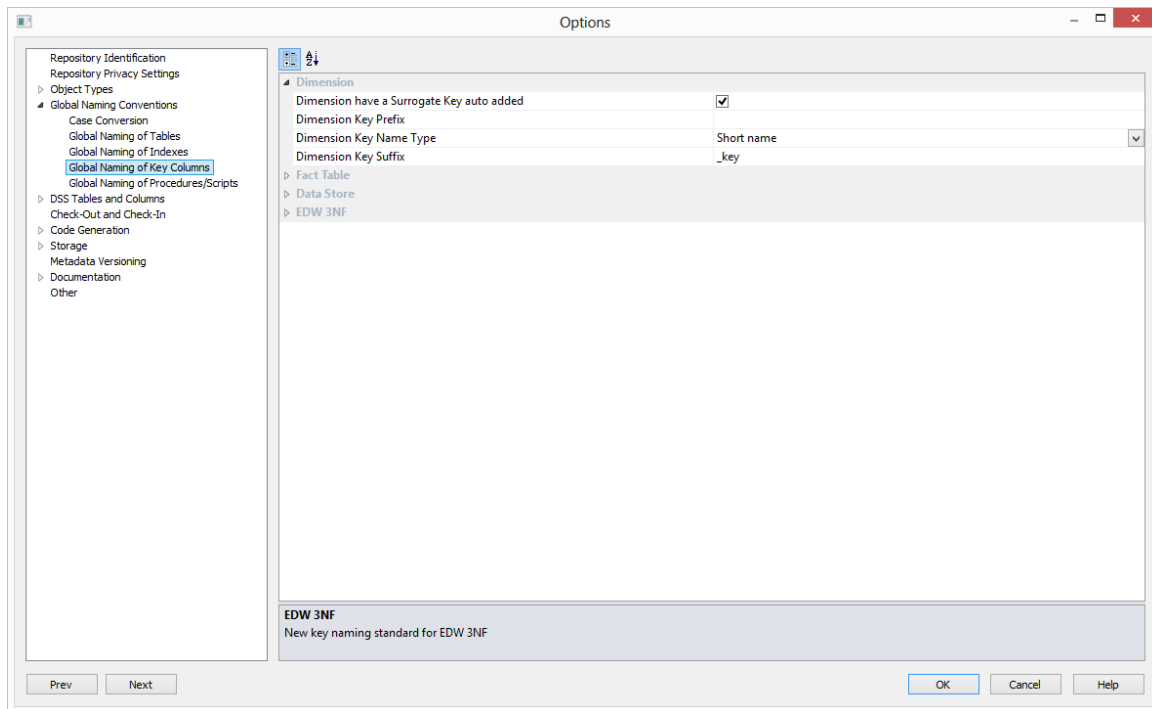 Options
Repository Identification
Repository Privacy Settings
Object Types
Global Naming Conventions
Case Conversion
Global Naming of Tables
Global Naming of Indexes
Global Naming of Key Columns
Global Naming of Procedures/Scripts
DSS Tables and Columns
Check-Out and Check-In
Code Generation
Storage
Metadata Versioning
Documentation
Other
A Z
Dimension
Dimension have a Surrogate Key auto added
Dimension Key Prefix
Dimension Key Name Type Short name
Dimension Key Suffix _key
Fact Table
Data Store
EDW 3NF
EDW 3NF
New key naming standard for EDW 3NF
Prev Next OK Cancel Help